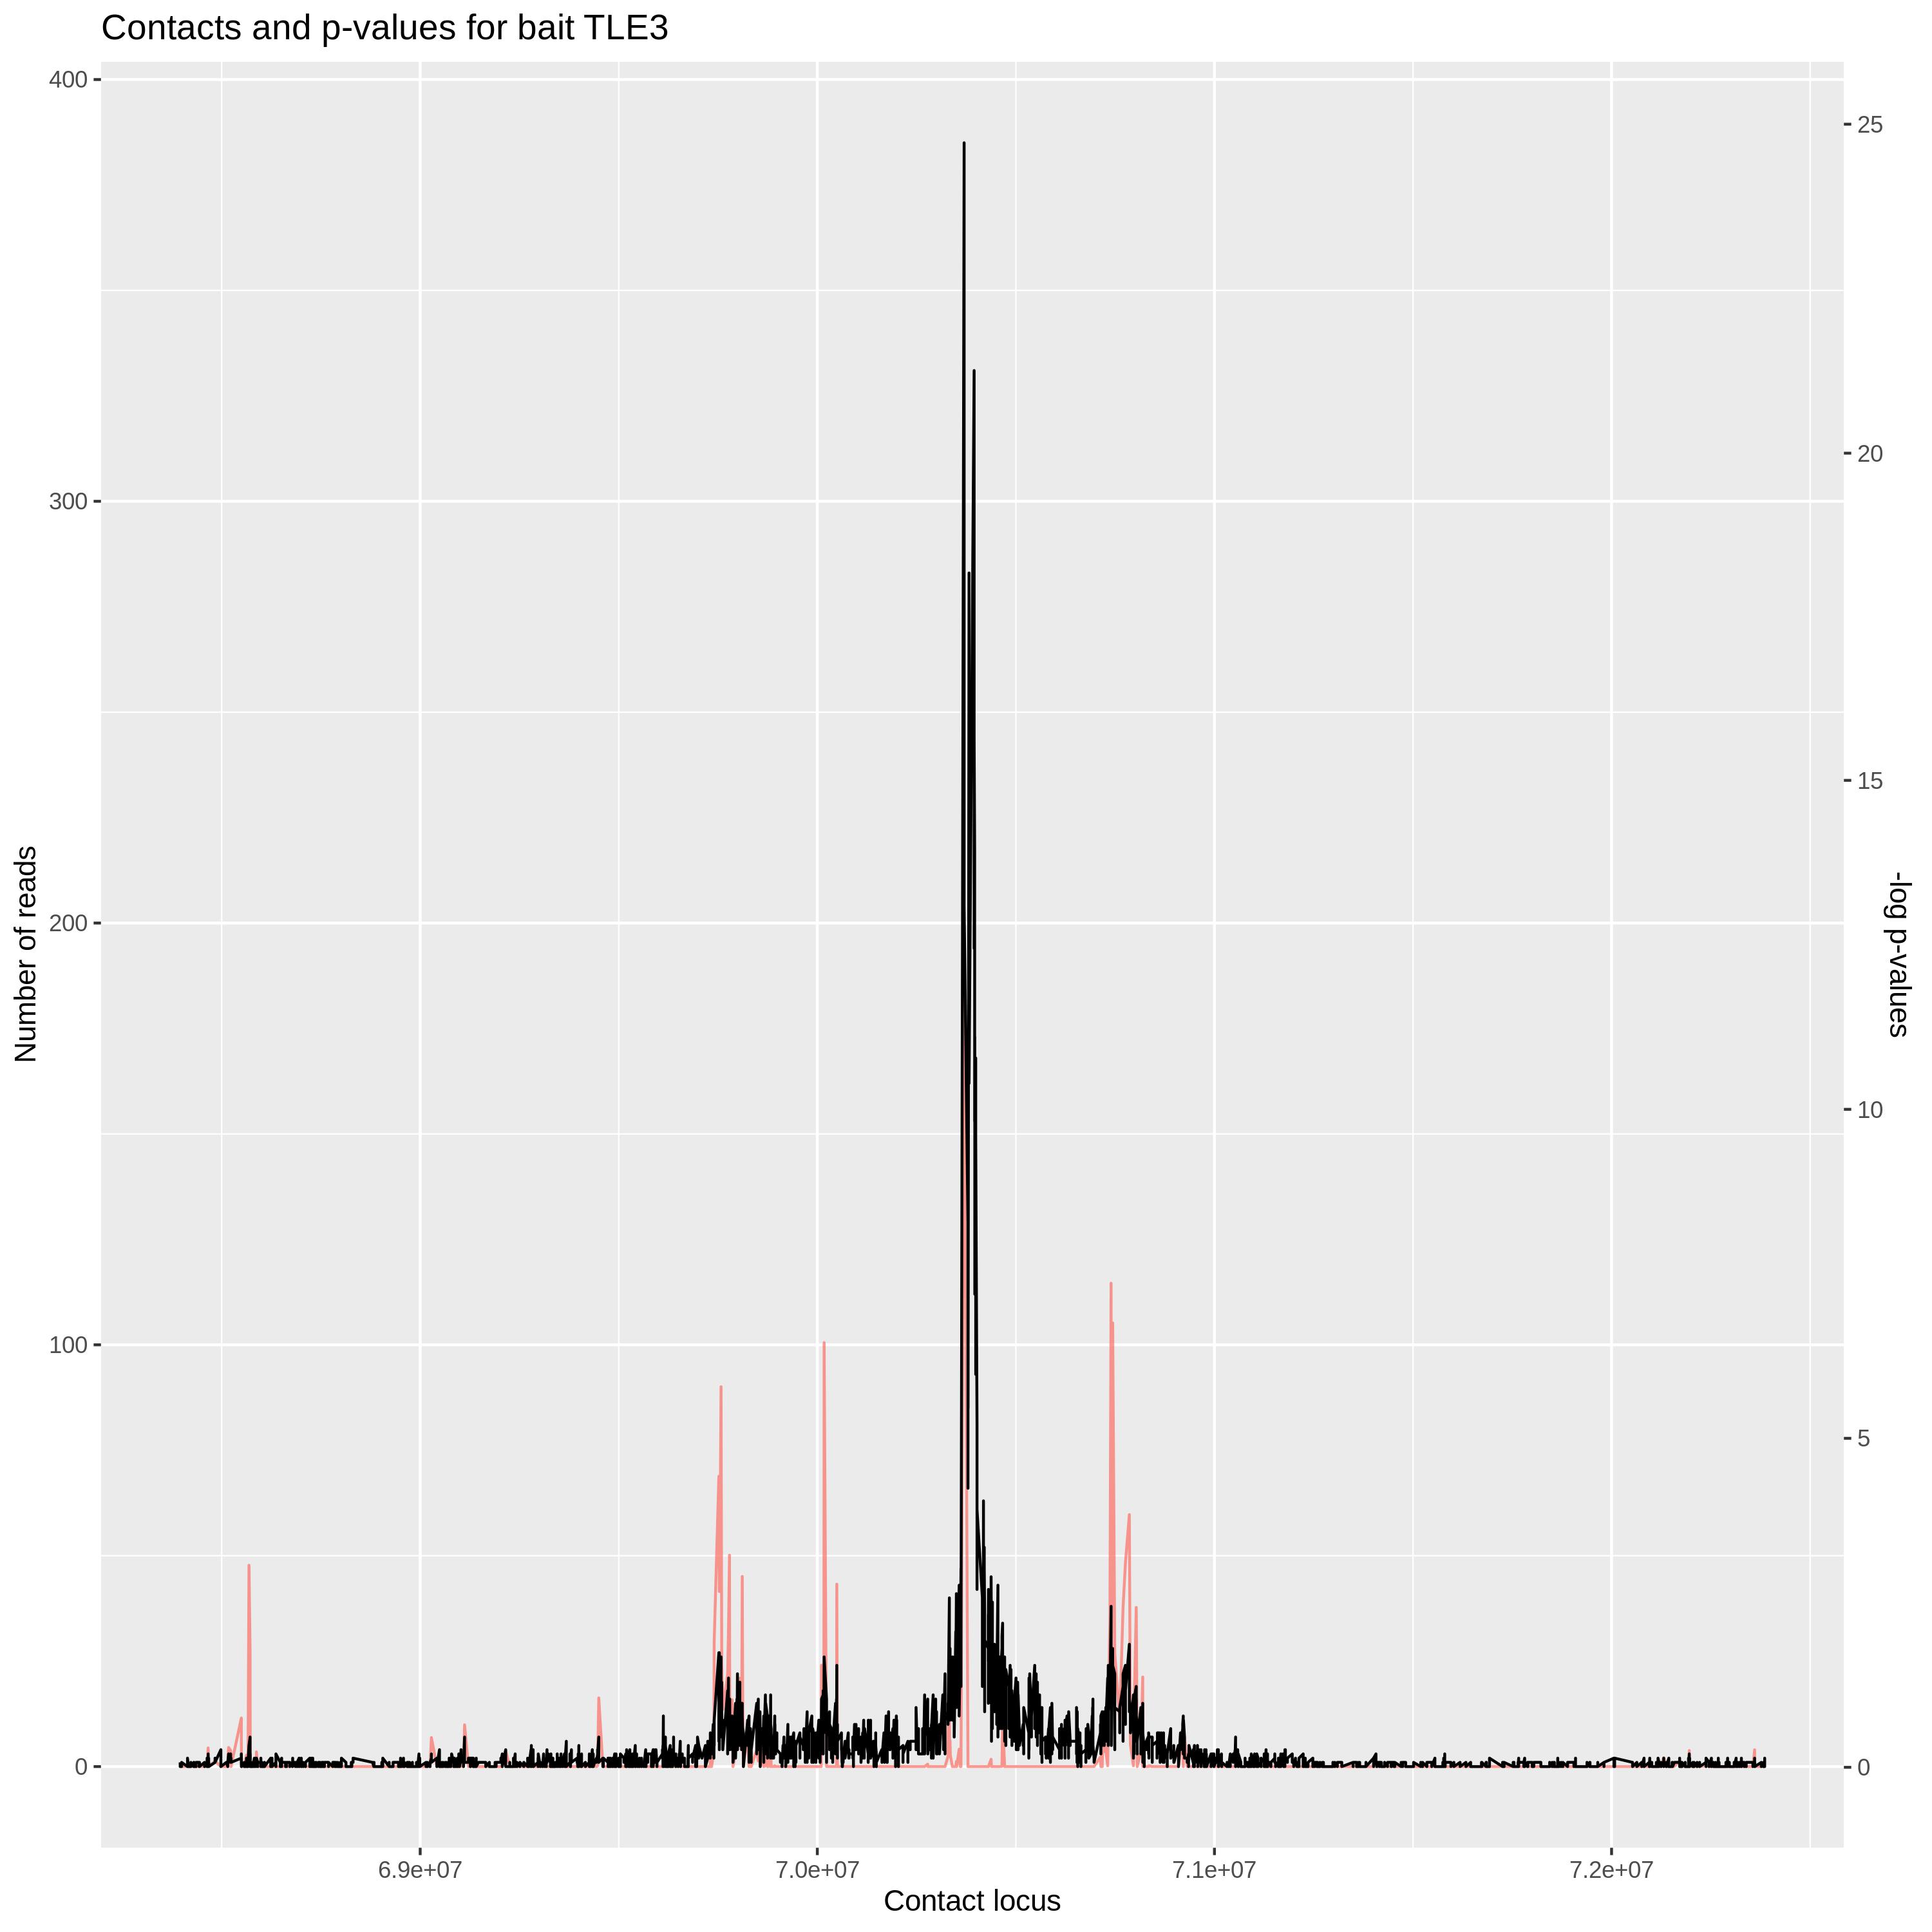 Contacts and p-values for bait TLE3
400
300
200
100
0
Number of reads
25
20
15
10
5
0
-log p-values
6.9e+07
7.0e+07
7.1e+07
7.2e+07
Contact locus